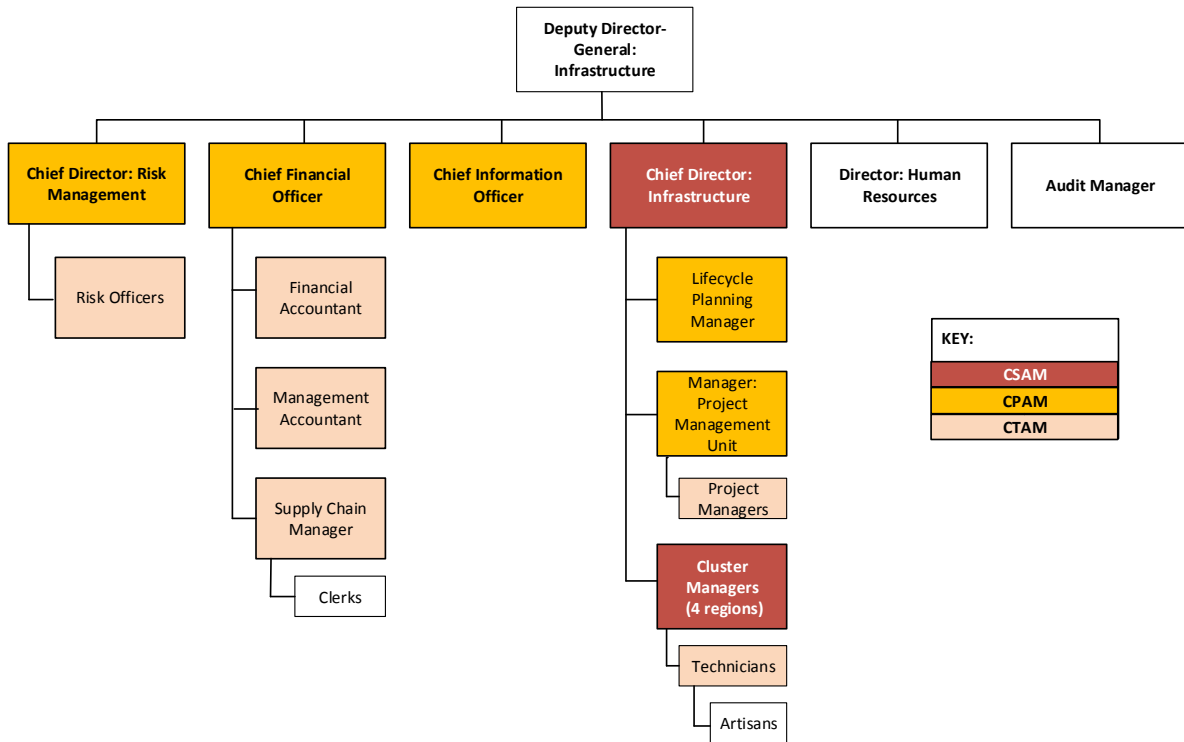 Deputy Director-
General:
Infrastructure
Chief Director: Risk
Management
Chief Financial
Officer
Chief Information
Officer
Chief Director:
Infrastructure
Director: Human
Resources
Audit Manager
Risk Officers
Financial
Accountant
Management
Accountant
Supply Chain
Manager
Clerks
Lifecycle
Planning
Manager
Manager:
Project
Management
Unit
Project
Managers
Cluster
Managers
(4 regions)
Technicians
Artisans
KEY:
CSAM
CPAM
CTAM